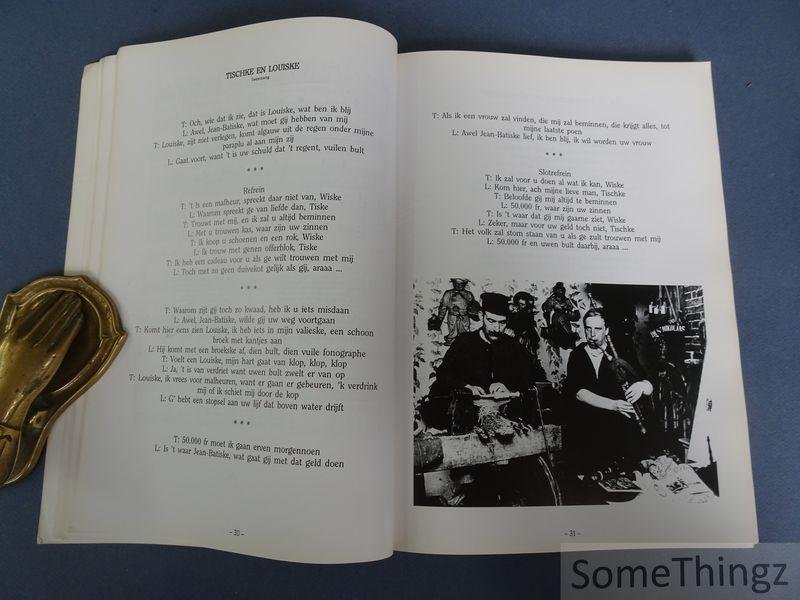 TISCHKE EN LOUISKE
Tweezang
T: Och, wie dat ik zie, dat is Louiske, wat ben ik blij
L: Awel, Jean-Batiske, wat moet gij hebben van mij
T: Louiske, zijt niet verlegen, komt algauw uit de regen onder mijne
paraplu al aan mijn zij
L: Gaat voort, want 't is uw schuld dat 't regent, vuilen bult
* * *
Refrein
T: 't Is een malheur, spreekt daar niet van, Wiske
L: Waarom spreekt ge van liefde dan, Tiske
T: Trouwt met mij, en ik zal u altijd beminnen
L: Met u trouwen kas, waar zijn uw zinnen
T: Ik koop u schoenen en een rok, Wiske
L: Ik trouw met genen offerblok, Tiske
T: Ik heb een cadeau voor u als ge wilt trouwen met mij
L: Toch met zo geen duivekot gelijk als gij, araaa ...
* * *
T: Waarom zijt gij toch zo kwaad, heb ik u iets misdaan
L: Awel, Jean-Batiske, wilde gij uw weg voortgaan
T: Komt hier eens zien Louiske, ik heb iets in mijn valieske, een schoon
broek met kantjes aan
L: Hij komt met een broekske af, dien bult, dien vuile fonographe
T: Voelt een Louiske, mijn hart gaat van klop, klop, klop
L: Ja, 't is van verdriet want uwen bult zwelt er van op
T: Louiske, ik vrees voor malheuren, want er gaan er gebeuren, 'k verdrink
mij of ik schiet mij door de kop
L: G' hebt een stopsel aan uw lijf dat boven water drijft
* * *
T: 50.000 fr moet ik gaan erven morgennoen
L: Is 't waar Jean-Batiske, wat gaat gij met dat geld doen
- 30 -
T: Als ik een vrouw zal vinden, die mij zal beminnen, die krijgt alles, tot
mijne laatste poen
L: Awel Jean-Batiske lief, ik ben blij, ik wil worden uw vrouw
* * *
Slotrefrein
T: Ik zal voor u doen al wat ik kan, Wiske
L: Kom hier, ach mijne lieve man, Tischke
T: Beloofde gij mij altijd te beminnen
L: 50.000 fr, waar zijn uw zinnen
T: Is 't waar dat gij mij gaarne ziet, Wiske
L: Zeker, maar voor uw geld toch niet, Tischke
T: Het volk zal stom staan van u als ge zult trouwen met mij
L: 50.000 fr en uwen bult daarbij, araaa ...
NIKOLAAS
- 31 -
SomeThingz